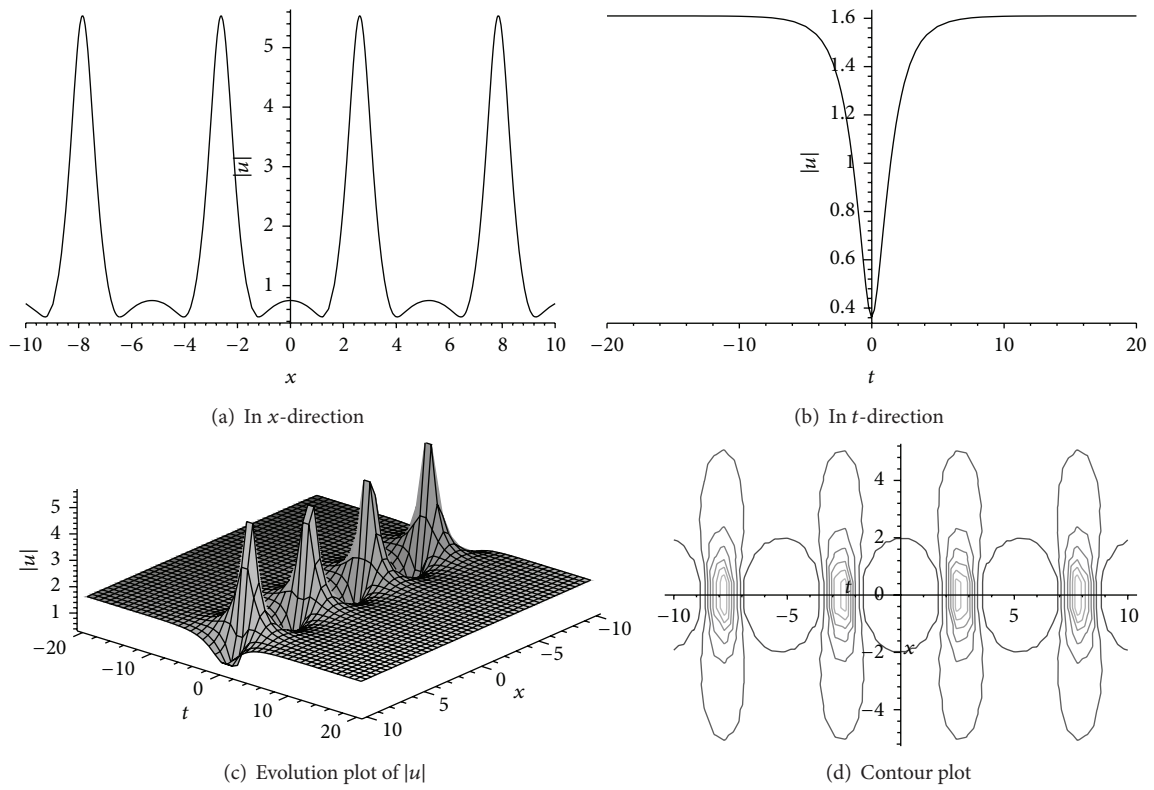 |u|
5
4
3
2
1
−10 −8 −6 −4 −2 0 2 4 6 8 10
x
(a) In x-direction
|u|
1.6
1.4
1.2
1
0.8
0.6
0.4
−20 −10 0 10 20
t
(b) In t-direction
|u|
5
4
3
2
1
−20
−10
0
10
20
t
−10
−5
0
5
10
x
(c) Evolution plot of |u|
4
2
t
0
−10 −5 5 10
−2
x
−4
(d) Contour plot